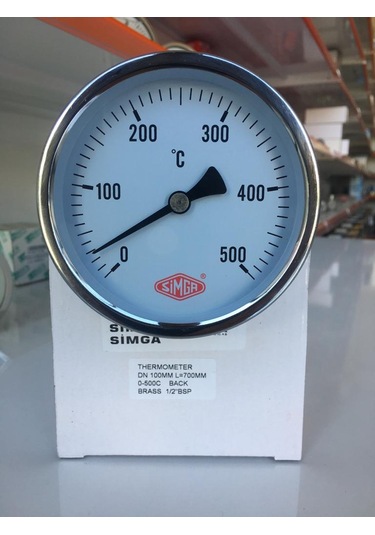 200 300
°C
100 400
0 500
SİMGA ®
SİMGA
THERMOMETER
DN 100MM L=700MM
0-500C BACK
BRASS 1/2"BSP